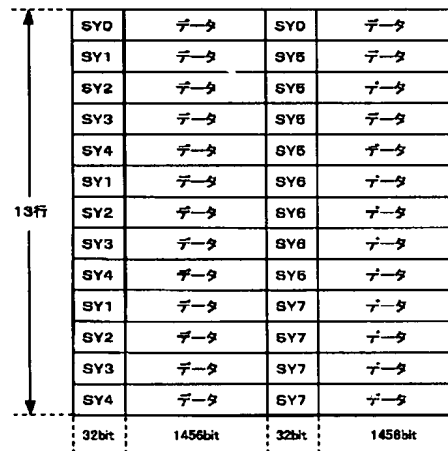 SY0 データ SY0 データ
SY1 データ SY5 データ
SY2 データ SY5 データ
SY3 データ SY5 データ
SY4 データ SY5 データ
SY1 データ SY6 データ
13行
SY2 データ SY6 データ
SY3 データ SY6 データ
SY4 データ SY6 データ
SY1 データ SY7 データ
SY2 データ SY7 データ
SY3 データ SY7 データ
SY4 データ SY7 データ
32bit 1456bit 32bit 1456bit